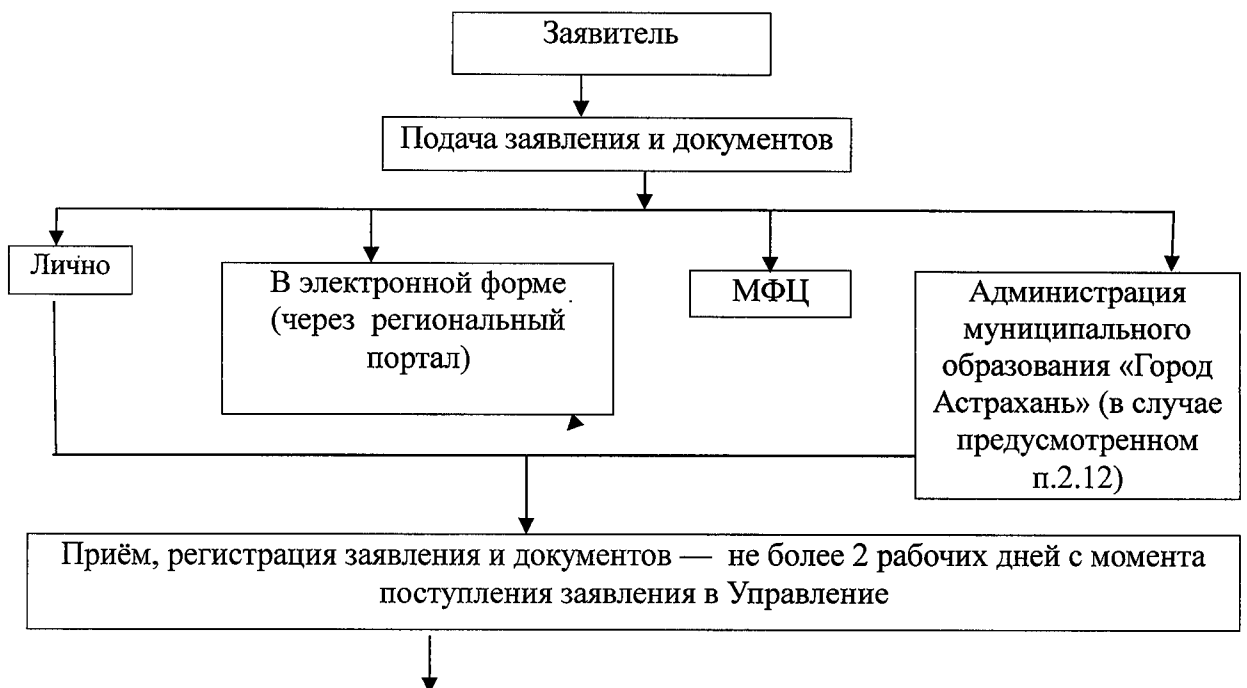 Заявитель
Подача заявления и документов
Лично
В электронной форме
(через региональный
портал)
МФЦ
Администрация
муниципального
образования «Город
Астрахань» (в случае
предусмотренном
п.2.12)
Приём, регистрация заявления и документов — не более 2 рабочих дней с момента
поступления заявления в Управление